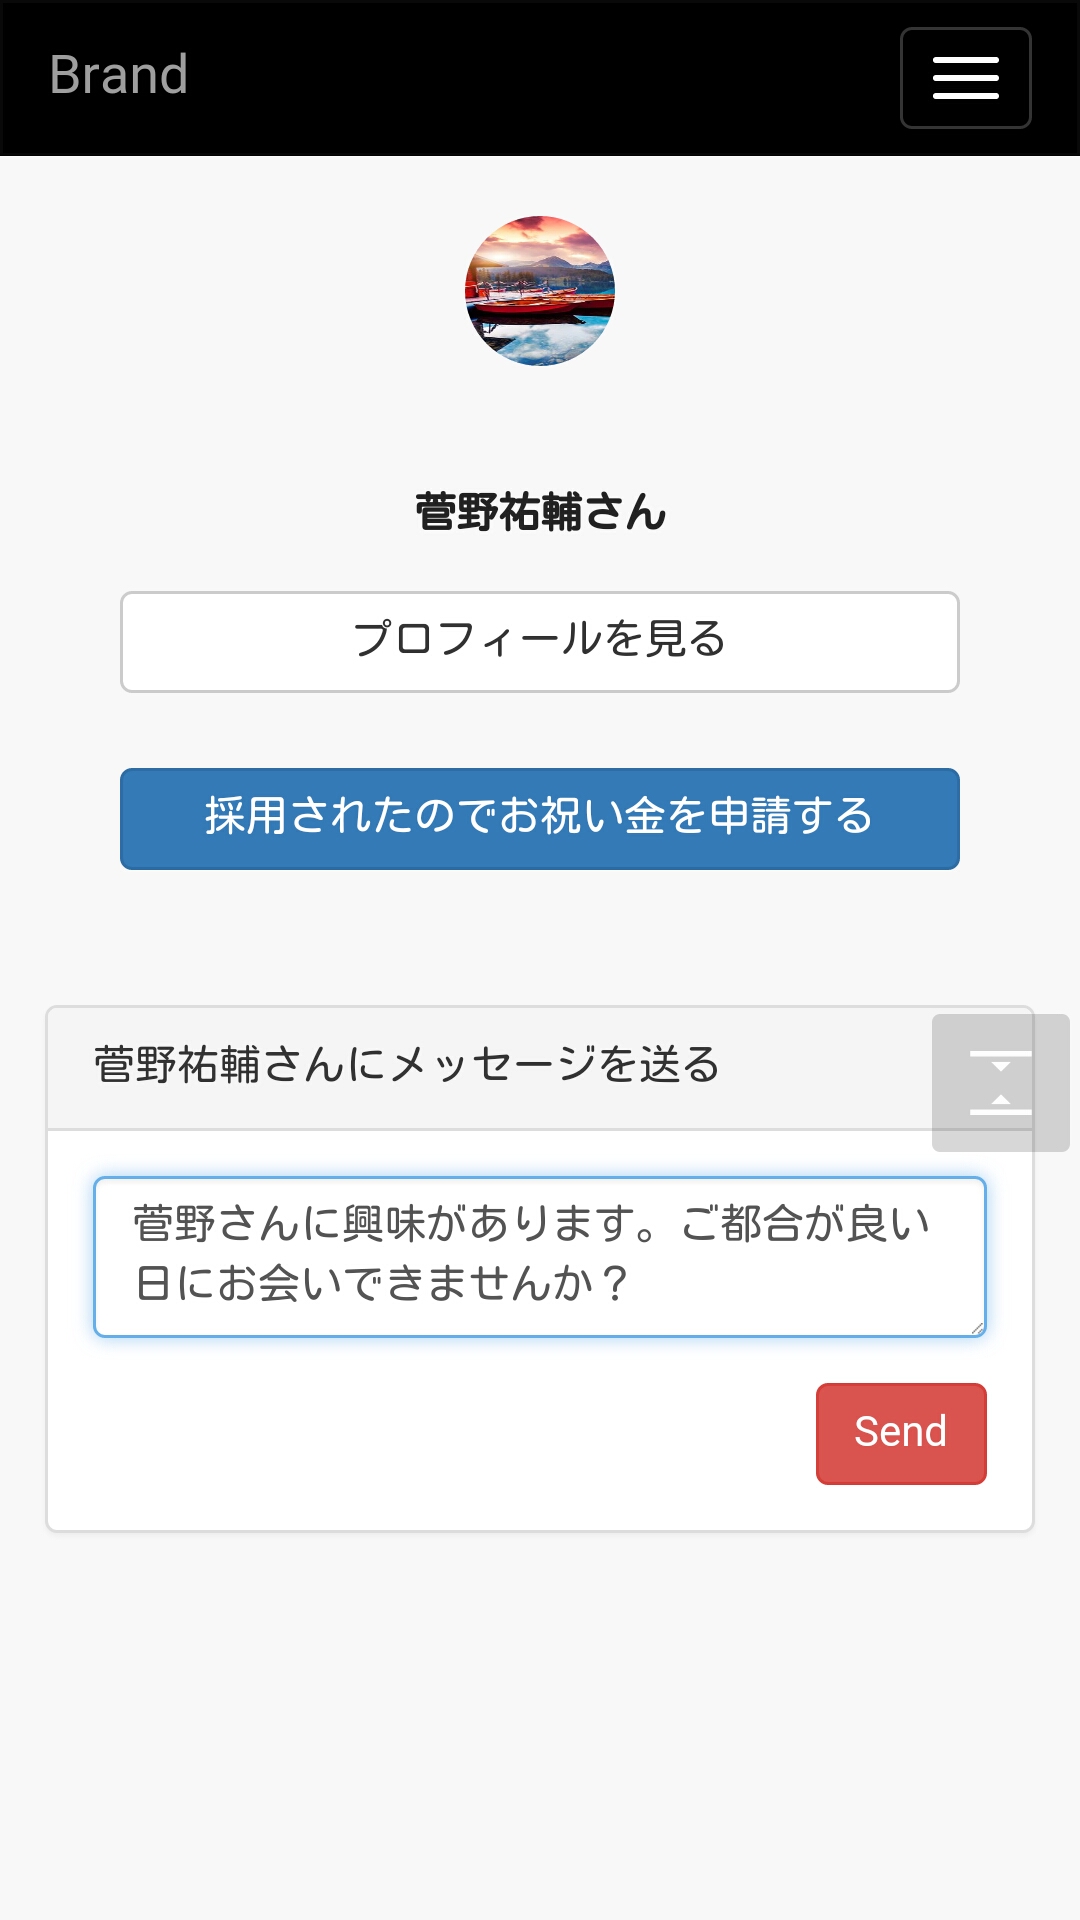 Brand
菅野祐輔さん
プロフィールを見る
採用されたのでお祝い金を申請する
菅野祐輔さんにメッセージを送る
菅野さんに興味があります。ご都合が良い
日にお会いできませんか？
Send